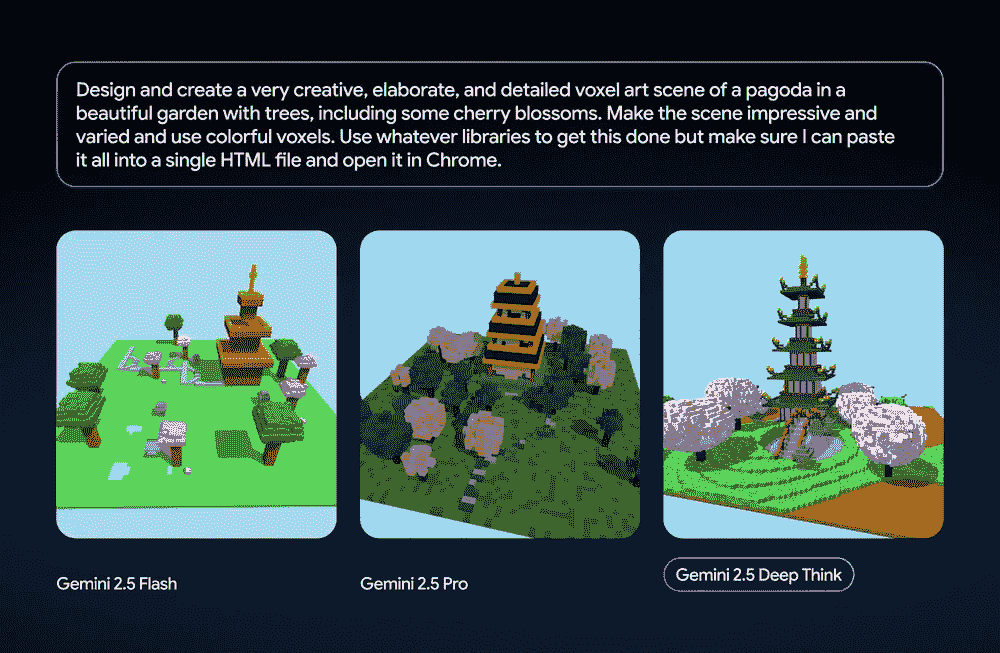 Design and create a very creative, elaborate, and detailed voxel art scene of a pagoda in a
beautiful garden with trees, including some cherry blossoms. Make the scene impressive and
varied and use colorful voxels. Use whatever libraries to get this done but make sure I can paste
it all into a single HTML file and open it in Chrome.
Gemini 2.5 Flash
Gemini 2.5 Pro
Gemini 2.5 Deep Think